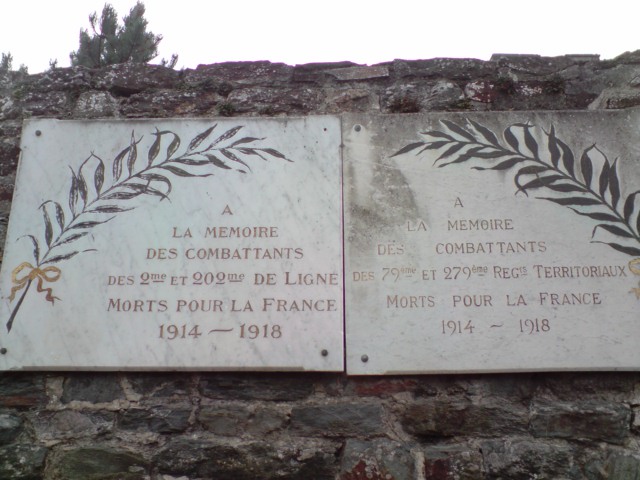 A
LA MEMOIRE
DES COMBATTANTS
DES 2me ET 202me DE LIGNE
MORTS POUR LA FRANCE
1914 — 1918
A
LA MEMOIRE
DES COMBATTANTS
DES 79ème ET 279ème REGts TERRITORIAUX
MORTS POUR LA FRANCE
1914 – 1918